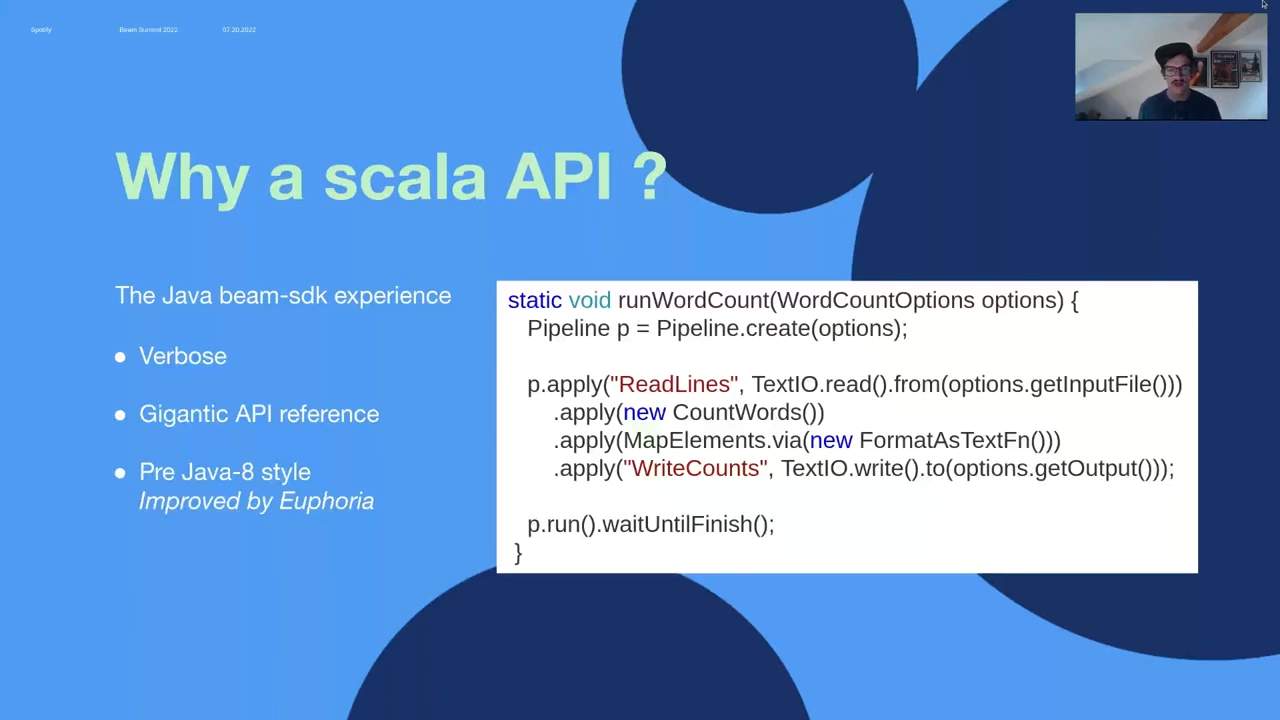 Spotify
Beam Summit 2022
07.20.2022
Why a scala API ?
The Java beam-sdk experience
● Verbose
● Gigantic API reference
● Pre Java-8 style
Improved by Euphoria
static void runWordCount(WordCountOptions options) {
Pipeline p = Pipeline.create(options);
p.apply("ReadLines", TextIO.read().from(options.getInputFile()))
.apply(new CountWords())
.apply(MapElements.via(new FormatAsTextFn()))
.apply("WriteCounts", TextIO.write().to(options.getOutput()));
p.run().waitUntilFinish();
}